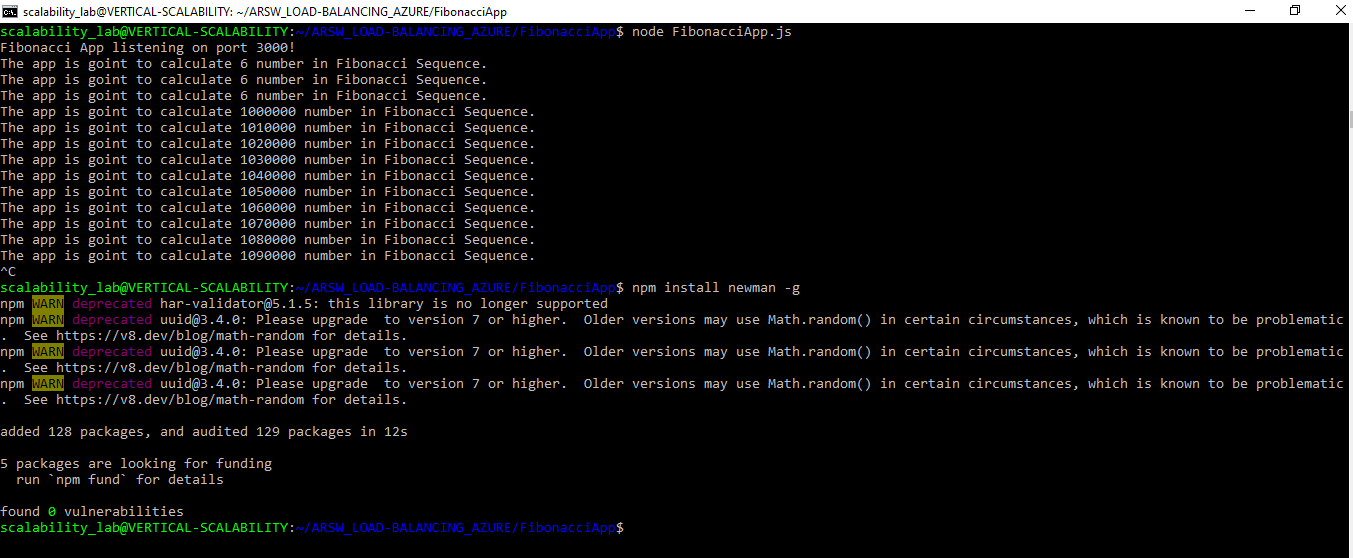 scalability_lab@VERTICAL-SCALABILITY: ~/ARSW_LOAD-BALANCING_AZURE/FibonacciApp
scalability_lab@VERTICAL-SCALABILITY:~/ARSW_LOAD-BALANCING_AZURE/FibonacciApp$ node FibonacciApp.js
Fibonacci App listening on port 3000!
The app is goint to calculate 6 number in Fibonacci Sequence.
The app is goint to calculate 6 number in Fibonacci Sequence.
The app is goint to calculate 6 number in Fibonacci Sequence.
The app is goint to calculate 1000000 number in Fibonacci Sequence.
The app is goint to calculate 1010000 number in Fibonacci Sequence.
The app is goint to calculate 1020000 number in Fibonacci Sequence.
The app is goint to calculate 1030000 number in Fibonacci Sequence.
The app is goint to calculate 1040000 number in Fibonacci Sequence.
The app is goint to calculate 1050000 number in Fibonacci Sequence.
The app is goint to calculate 1060000 number in Fibonacci Sequence.
The app is goint to calculate 1070000 number in Fibonacci Sequence.
The app is goint to calculate 1080000 number in Fibonacci Sequence.
The app is goint to calculate 1090000 number in Fibonacci Sequence.
^C
scalability_lab@VERTICAL-SCALABILITY:~/ARSW_LOAD-BALANCING_AZURE/FibonacciApp$ npm install newman -g
npm WARN deprecated har-validator@5.1.5: this library is no longer supported
npm WARN deprecated uuid@3.4.0: Please upgrade  to version 7 or higher.  Older versions may use Math.random() in certain circumstances, which is known to be problematic
.  See https://v8.dev/blog/math-random for details.
npm WARN deprecated uuid@3.4.0: Please upgrade  to version 7 or higher.  Older versions may use Math.random() in certain circumstances, which is known to be problematic
.  See https://v8.dev/blog/math-random for details.
npm WARN deprecated uuid@3.4.0: Please upgrade  to version 7 or higher.  Older versions may use Math.random() in certain circumstances, which is known to be problematic
.  See https://v8.dev/blog/math-random for details.
added 128 packages, and audited 129 packages in 12s
5 packages are looking for funding
  run `npm fund` for details
found 0 vulnerabilities
scalability_lab@VERTICAL-SCALABILITY:~/ARSW_LOAD-BALANCING_AZURE/FibonacciApp$